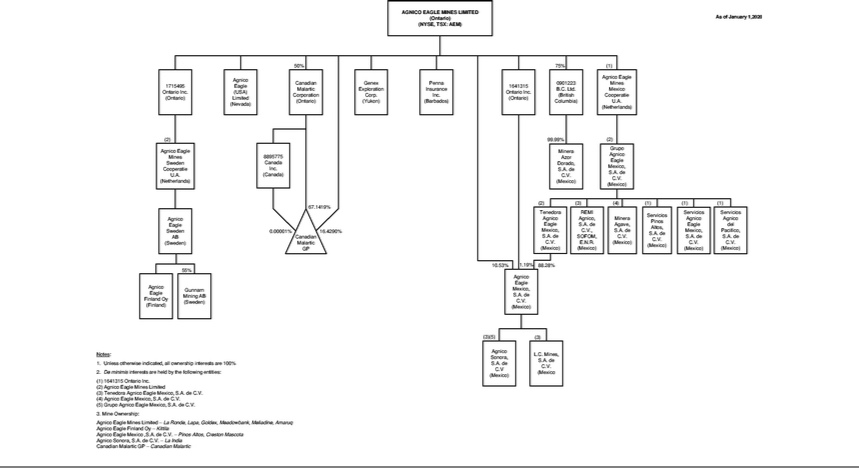 AGNICO EAGLE MINES LIMITED
(Ontario)
(NYSE, TSX: AEM)
As of January 1, 2020
50%
75%
(1)
1715495
Ontario Inc.
(Ontario)
Agnico
Eagle
(USA)
Limited
(Nevada)
Canadian
Malartic
Corporation
(Ontario)
Genex
Exploration
Corp.
(Yukon)
Penna
Insurance
Inc.
(Barbados)
1641315
Ontario Inc.
(Ontario)
0901223
B.C. Ltd.
(British
Columbia)
Agnico Eagle
Mines
Mexico
Cooperatie
U.A.
(Netherlands)
(2)
99.99%
(2)
Agnico Eagle
Mines
Sweden
Cooperatie
U.A.
(Netherlands)
Canada
Inc.
(Canada)
Minera
Azor
Dorado,
S.A. de
C.V.
(Mexico)
Grupo
Agnico
Eagle
Mexico,
S.A. de
C.V.
(Mexico)
67.1419%
0.00001%
16.4290%
Canadian
Malartic
GP
(2)
(3)
(4)
(1)
(1)
(1)
Agnico
Eagle
Sweden
AB
(Sweden)
Tenedora
Agnico
Eagle
Mexico,
S.A. de
C.V.
(Mexico)
REMI
Agnico,
S.A. de
C.V.,
SOFOM,
E.N.R.
(Mexico)
Minera
Agave,
S.A. de
C.V.
(Mexico)
Servicios
Pinos
Altos,
S.A. de
C.V.
(Mexico)
Servicios
Agnico
Eagle
Mexico,
S.A. de
C.V.
(Mexico)
Servicios
Agnico
del
Pacifico,
S.A. de
C.V.
(Mexico)
55%
10.53%
1.19%
88.28%
Agnico
Eagle
Finland Oy
(Finland)
Gunnarn
Mining AB
(Sweden)
Agnico
Eagle
Mexico,
S.A. de
C.V.
(Mexico)
(3)(5)
(3)
Agnico
Sonora,
S.A. de
C.V
(Mexico)
L.C. Mines,
S.A. de
C.V.
(Mexico
Notes:
1. Unless otherwise indicated, all ownership interests are 100%
2. De minimis interests are held by the following entities:
(1) 1641315 Ontario Inc.
(2) Agnico Eagle Mines Limited
(3) Tenedora Agnico Eagle Mexico, S.A. de C.V.
(4) Agnico Eagle Mexico, S.A. de C.V.
(5) Grupo Agnico Eagle Mexico, S.A. de C.V.
3. Mine Ownership:
Agnico Eagle Mines Limited – La Ronde, Lapa, Goldex, Meadowbank, Meliadine, Amaruq
Agnico Eagle Finland Oy – Kittila
Agnico Eagle Mexico ,S.A. de C.V. – Pinos Altos, Creston Mascota
Agnico Sonora, S.A. de C.V. – La India
Canadian Malartic GP – Canadian Malartic